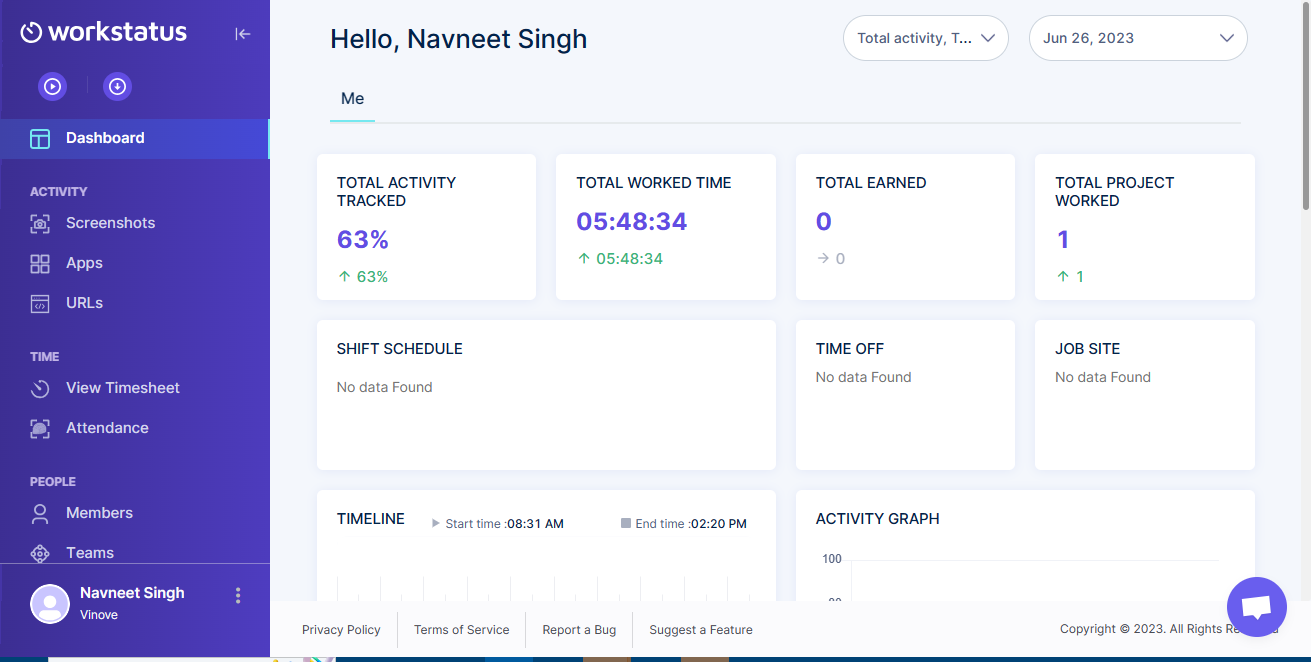 workstatus
Dashboard
ACTIVITY
Screenshots
Apps
URLs
TIME
View Timesheet
Attendance
PEOPLE
Members
Teams
Navneet Singh
Vinove
Hello, Navneet Singh
Total activity, T...
Jun 26, 2023
Me
TOTAL ACTIVITY
TRACKED
63%
63%
TOTAL WORKED TIME
05:48:34
05:48:34
TOTAL EARNED
0
0
TOTAL PROJECT
WORKED
1
1
SHIFT SCHEDULE
No data Found
TIME OFF
No data Found
JOB SITE
No data Found
TIMELINE
Start time :08:31 AM
End time :02:20 PM
ACTIVITY GRAPH
100
Privacy Policy
Terms of Service
Report a Bug
Suggest a Feature
Copyright © 2023. All Rights